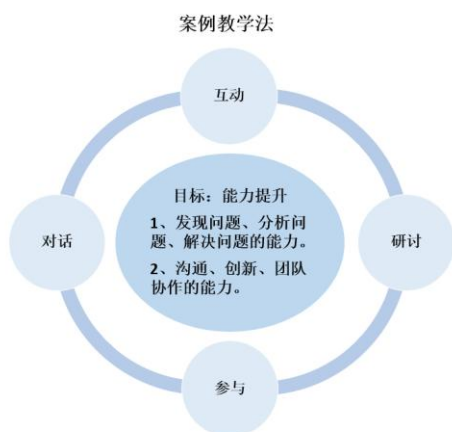 案例教学法
互动
目标：能力提升
1、发现问题、分析问
题、解决问题的能力。
2、沟通、创新、团队
协作的能力。
对话
研讨
参与